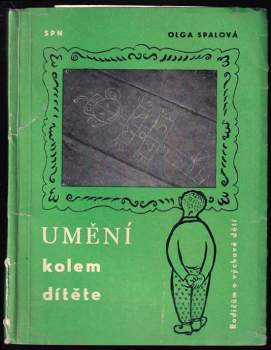 SPN
OLGA SPALOVÁ
UMĚNÍ
kolem
dítěte
Rodičům o výchově dětí